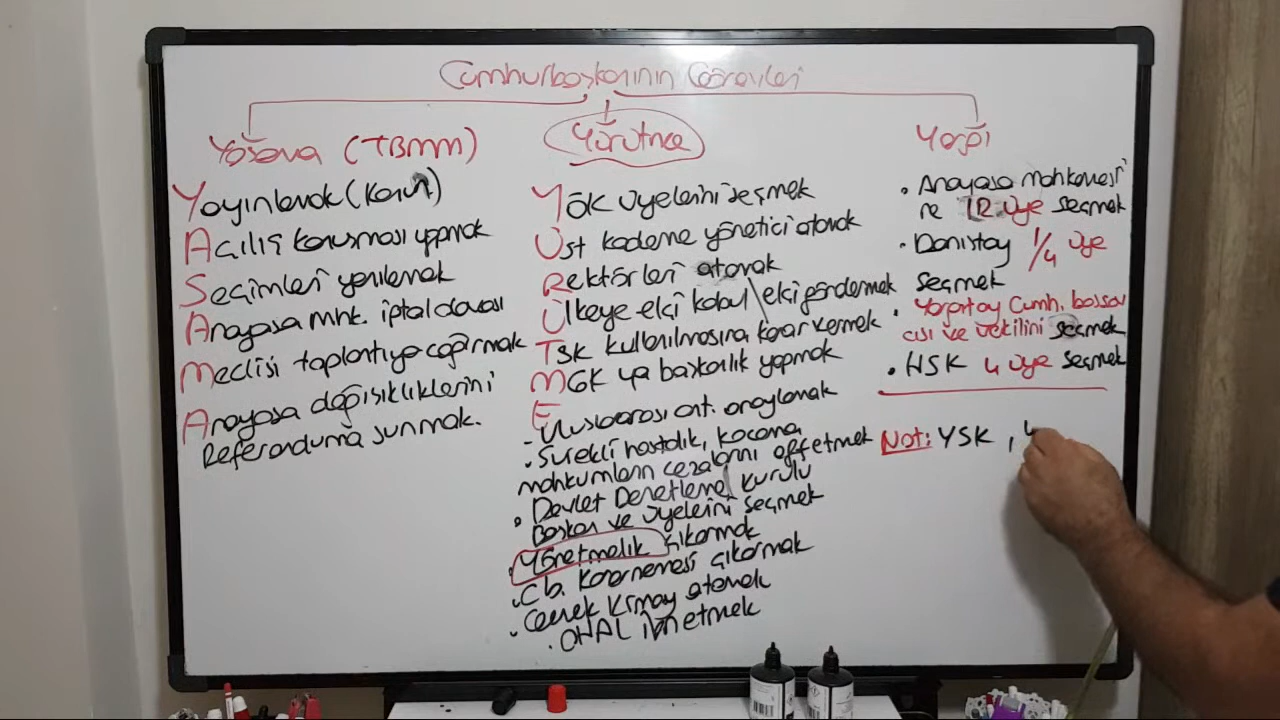 Cumhurbaşkanının Görevleri
Yasama (TBMM)
Yayınlamak (kanun)
Açılış konuşması yapmak
Seçimleri yenilemek
Anayasa mhk. iptal davası
Meclisi toplantıya çağırmak
Anayasa değişikliklerini
Referanduma sunmak.
Yürütme
YÖK üyelerini seçmek
Üst kademe yönetici atamak
Rektörleri atamak
Ülkeye elçi kabul / elçi göndermek
TSK kullanılmasına karar vermek
MGK ya başkanlık yapmak
E
- Uluslararası ant. onaylamak
• Sürekli hastalık, kocama
mahkumların cezalarını affetmek
• Devlet Denetleme Kurulu
Başkan ve üyelerini seçmek
• Yönetmelik çıkarmak
• Cb. kararnamesi çıkarmak
• Genel Kurmay atamak
• OHAL ilan etmek
Yargı
• Anayasa mahkemesi
ne 12 üye seçmek
• Danıştay 1/4 üye
seçmek
• Yargıtay Cumh. başsav
cısı ve vekilini seçmek
• HSK 4 üye seçmek
Not: YSK ,